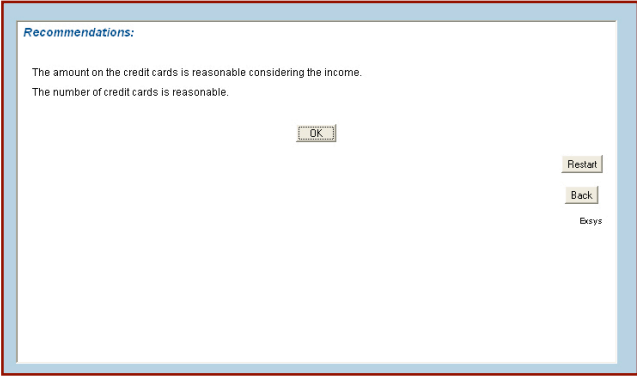 Recommendations:
The amount on the credit cards is reasonable considering the income.
The number of credit cards is reasonable.
OK
Restart
Back
Exsys